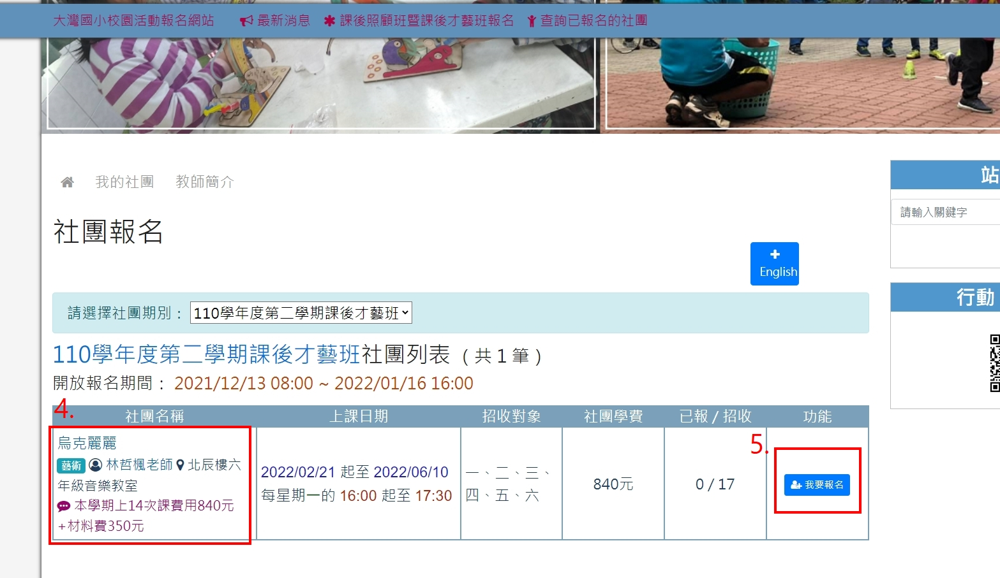 大灣國小校園活動報名網站 最新消息 課後照顧班暨課後才藝班報名 查詢已報名的社團
我的社團 教師簡介
社團報名
English
請選擇社團期別：110學年度第二學期課後才藝班
110學年度第二學期課後才藝班社團列表（共 1 筆）
開放報名期間： 2021/12/13 08:00 ~ 2022/01/16 16:00
4.
社團名稱 上課日期 招收對象 社團學費 已報 / 招收 功能
烏克麗麗
藝術 林哲楓老師 北辰樓六
年級音樂教室
本學期上14次課費用840元
+材料費350元
2022/02/21 起至 2022/06/10
每星期一的 16:00 起至 17:30
一、二、三、
四、五、六
840元
0 / 17
5.
我要報名
站
請輸入關鍵字
行動